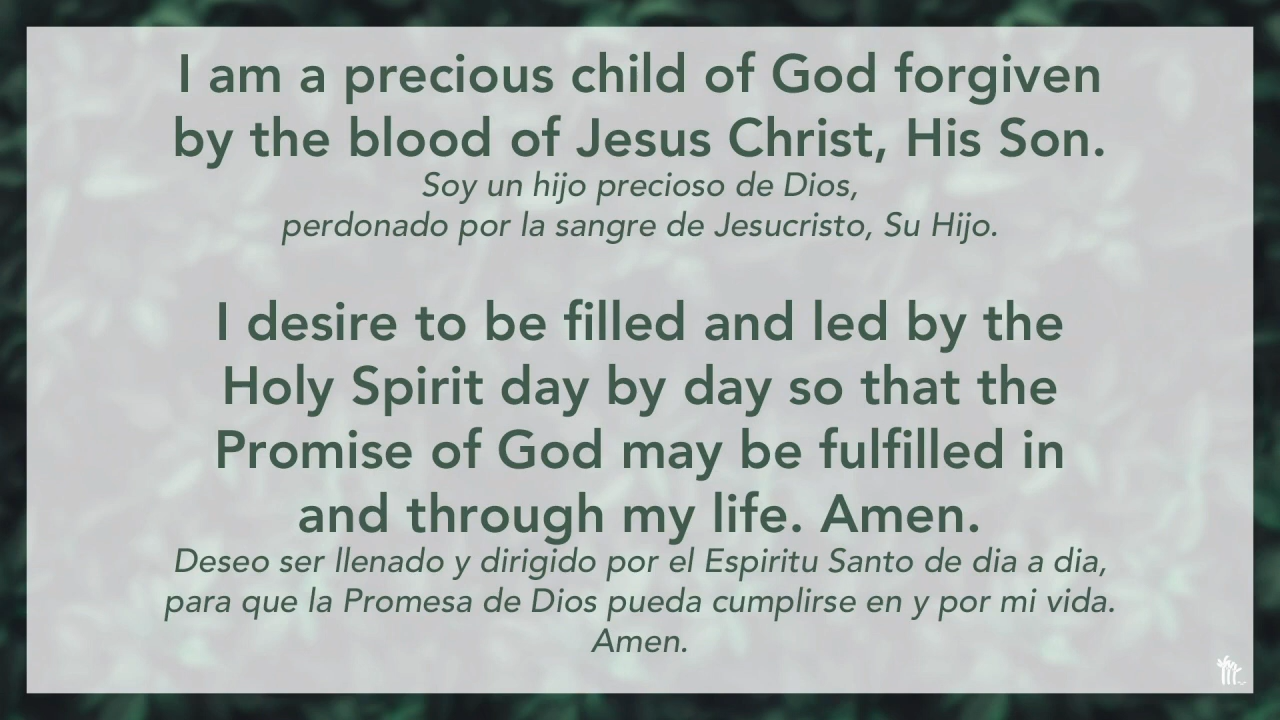 I am a precious child of God forgiven
by the blood of Jesus Christ, His Son.
Soy un hijo precioso de Dios,
perdonado por la sangre de Jesucristo, Su Hijo.
I desire to be filled and led by the
Holy Spirit day by day so that the
Promise of God may be fulfilled in
and through my life. Amen.
Deseo ser llenado y dirigido por el Espiritu Santo de dia a dia,
para que la Promesa de Dios pueda cumplirse en y por mi vida.
Amen.